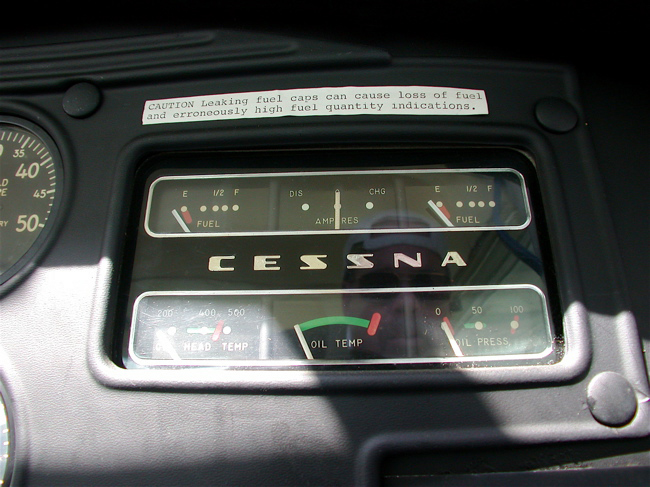 CAUTION Leaking fuel caps can cause loss of fuel
and erroneously high fuel quantity indications.
35
40
45
50
E 1/2 F
FUEL
DIS 0 CHG
AMPERES
E 1/2 F
FUEL
CESSNA
200 400 500
HEAD TEMP
OIL TEMP
0 50 100
OIL PRESS